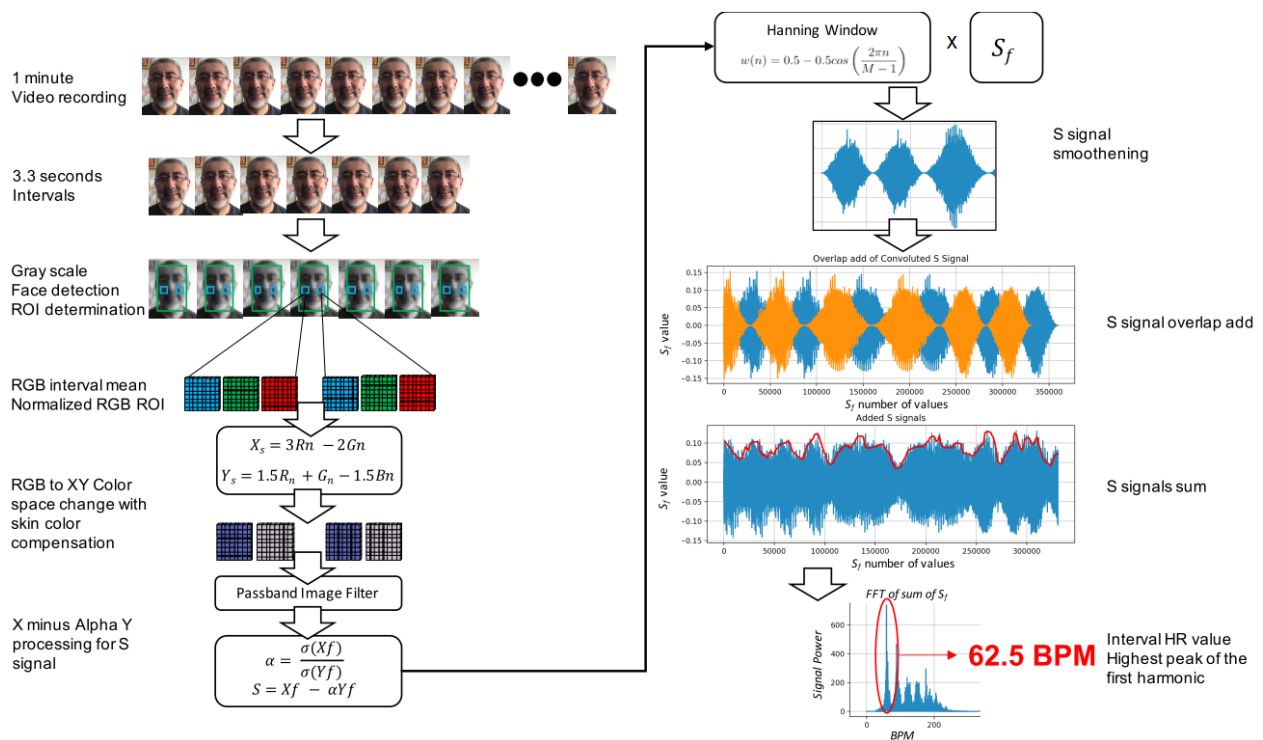 1 minute
Video recording
3.3 seconds
Intervals
Gray scale
Face detection
ROI determination
RGB interval mean
Normalized RGB ROI
X_s = 3Rn − 2Gn
Y_s = 1.5R_n + G_n − 1.5Bn
RGB to XY Color
space change with
skin color
compensation
Passband Image Filter
X minus Alpha Y
processing for S
signal
α = σ(Xf) / σ(Yf)
S = Xf − αYf
Hanning Window
w(n) = 0.5 − 0.5cos(2πn / M − 1)
X
S_f
S signal
smoothening
Overlap add of Convoluted S Signal
0.15
0.10
0.05
0.00
−0.05
−0.10
−0.15
S_f value
0 50000 100000 150000 200000 250000 300000 350000
S_f number of values
S signal overlap add
Added S signals
0.10
0.05
0.00
−0.05
−0.10
−0.15
S_f value
0 50000 100000 150000 200000 250000 300000
S_f number of values
S signals sum
FFT of sum of S_f
600
400
200
0
Signal Power
0 200
BPM
62.5 BPM
Interval HR value
Highest peak of the
first harmonic